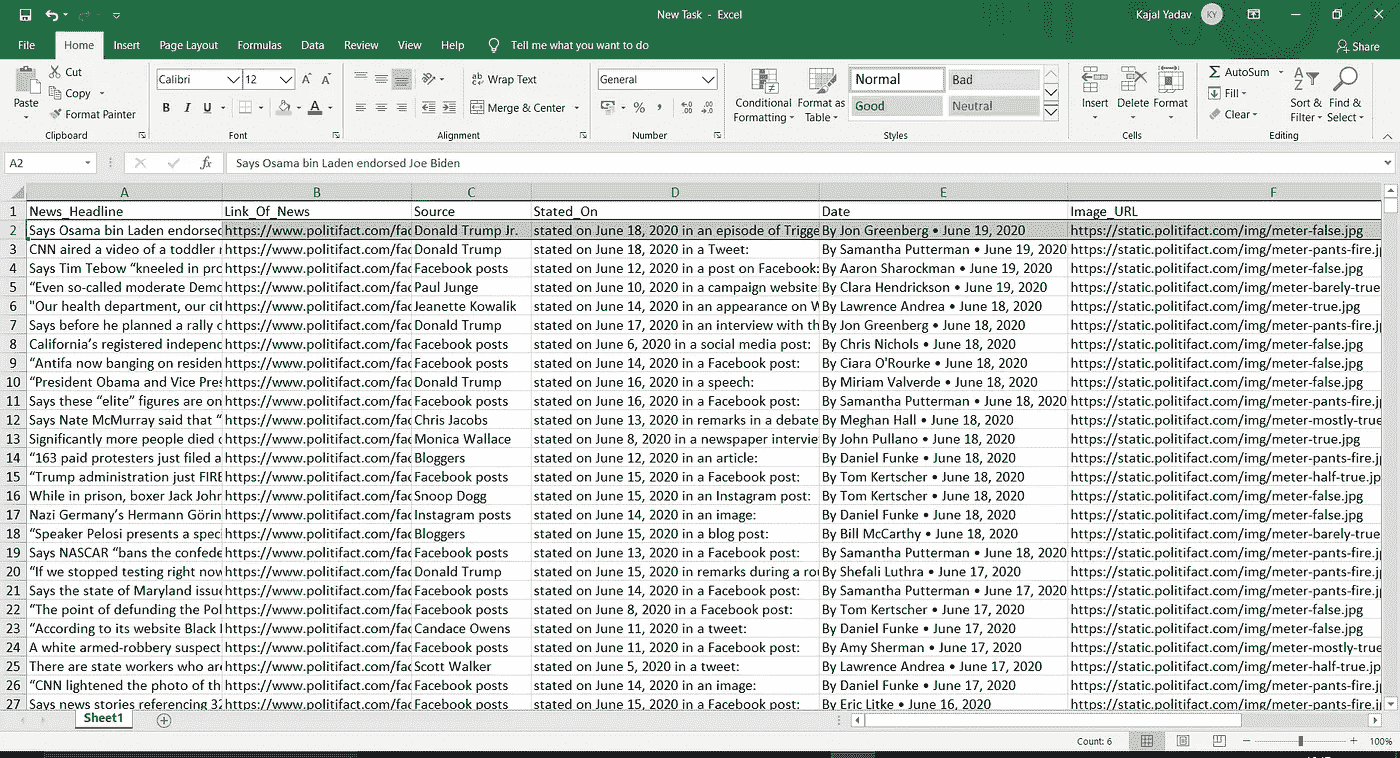 New Task - Excel
Kajal Yadav KY
File Home Insert Page Layout Formulas Data Review View Help Tell me what you want to do Share
Paste Cut Copy Format Painter Clipboard
Calibri 12 A A B I U A Font
Wrap Text Merge & Center Alignment
General % , Number
Conditional Formatting Format as Table Normal Bad Good Neutral Styles
Insert Delete Format Cells
AutoSum Fill Clear Sort & Filter Find & Select Editing
A2 fx Says Osama bin Laden endorsed Joe Biden
A B C D E F
1 News_Headline Link_Of_News Source Stated_On Date Image_URL
2 Says Osama bin Laden endorsed https://www.politifact.com/fac Donald Trump Jr. stated on June 18, 2020 in an episode of Trigge By Jon Greenberg • June 19, 2020 https://static.politifact.com/img/meter-false.jpg
3 CNN aired a video of a toddler r https://www.politifact.com/fac Donald Trump stated on June 18, 2020 in a Tweet: By Samantha Putterman • June 19, 2020 https://static.politifact.com/img/meter-pants-fire.j
4 Says Tim Tebow “kneeled in pro https://www.politifact.com/fac Facebook posts stated on June 12, 2020 in a post on Facebook: By Aaron Sharockman • June 19, 2020 https://static.politifact.com/img/meter-false.jpg
5 “Even so-called moderate Demo https://www.politifact.com/fac Paul Junge stated on June 10, 2020 in a campaign website By Clara Hendrickson • June 19, 2020 https://static.politifact.com/img/meter-barely-true
6 "Our health department, our cit https://www.politifact.com/fac Jeanette Kowalik stated on June 14, 2020 in an appearance on W By Lawrence Andrea • June 18, 2020 https://static.politifact.com/img/meter-true.jpg
7 Says before he planned a rally o https://www.politifact.com/fac Donald Trump stated on June 17, 2020 in an interview with th By Jon Greenberg • June 18, 2020 https://static.politifact.com/img/meter-pants-fire.j
8 California’s registered independ https://www.politifact.com/fac Facebook posts stated on June 6, 2020 in a social media post: By Chris Nichols • June 18, 2020 https://static.politifact.com/img/meter-false.jpg
9 “Antifa now banging on residen https://www.politifact.com/fac Facebook posts stated on June 14, 2020 in a Facebook post: By Ciara O'Rourke • June 18, 2020 https://static.politifact.com/img/meter-false.jpg
10 “President Obama and Vice Pres https://www.politifact.com/fac Donald Trump stated on June 16, 2020 in a speech: By Miriam Valverde • June 18, 2020 https://static.politifact.com/img/meter-false.jpg
11 Says these “elite” figures are on https://www.politifact.com/fac Facebook posts stated on June 16, 2020 in a Facebook post: By Samantha Putterman • June 18, 2020 https://static.politifact.com/img/meter-pants-fire.j
12 Says Nate McMurray said that “ https://www.politifact.com/fac Chris Jacobs stated on June 13, 2020 in remarks in a debate By Meghan Hall • June 18, 2020 https://static.politifact.com/img/meter-mostly-true
13 Significantly more people died o https://www.politifact.com/fac Monica Wallace stated on June 8, 2020 in a newspaper intervie By John Pullano • June 18, 2020 https://static.politifact.com/img/meter-true.jpg
14 “163 paid protesters just filed a https://www.politifact.com/fac Bloggers stated on June 12, 2020 in an article: By Daniel Funke • June 18, 2020 https://static.politifact.com/img/meter-pants-fire.j
15 “Trump administration just FIRE https://www.politifact.com/fac Facebook posts stated on June 15, 2020 in a Facebook post: By Tom Kertscher • June 18, 2020 https://static.politifact.com/img/meter-half-true.jp
16 While in prison, boxer Jack John https://www.politifact.com/fac Snoop Dogg stated on June 15, 2020 in an Instagram post: By Tom Kertscher • June 18, 2020 https://static.politifact.com/img/meter-false.jpg
17 Nazi Germany’s Hermann Görin https://www.politifact.com/fac Instagram posts stated on June 14, 2020 in an image: By Daniel Funke • June 18, 2020 https://static.politifact.com/img/meter-false.jpg
18 “Speaker Pelosi presents a spec https://www.politifact.com/fac Bloggers stated on June 15, 2020 in a blog post: By Bill McCarthy • June 18, 2020 https://static.politifact.com/img/meter-barely-true
19 Says NASCAR “bans the confede https://www.politifact.com/fac Facebook posts stated on June 13, 2020 in a Facebook post: By Samantha Putterman • June 18, 2020 https://static.politifact.com/img/meter-pants-fire.j
20 “If we stopped testing right now https://www.politifact.com/fac Donald Trump stated on June 15, 2020 in remarks during a rou By Shefali Luthra • June 17, 2020 https://static.politifact.com/img/meter-pants-fire.j
21 Says the state of Maryland issue https://www.politifact.com/fac Facebook posts stated on June 14, 2020 in a Facebook post: By Samantha Putterman • June 17, 2020 https://static.politifact.com/img/meter-pants-fire.j
22 “The point of defunding the Pol https://www.politifact.com/fac Facebook posts stated on June 8, 2020 in a Facebook post: By Tom Kertscher • June 17, 2020 https://static.politifact.com/img/meter-false.jpg
23 “According to its website Black l https://www.politifact.com/fac Candace Owens stated on June 11, 2020 in a tweet: By Daniel Funke • June 17, 2020 https://static.politifact.com/img/meter-false.jpg
24 A white armed-robbery suspect https://www.politifact.com/fac Facebook posts stated on June 11, 2020 in a Facebook post: By Amy Sherman • June 17, 2020 https://static.politifact.com/img/meter-mostly-true
25 There are state workers who are https://www.politifact.com/fac Scott Walker stated on June 5, 2020 in a tweet: By Lawrence Andrea • June 17, 2020 https://static.politifact.com/img/meter-half-true.jp
26 “CNN lightened the photo of th https://www.politifact.com/fac Facebook posts stated on June 14, 2020 in an image: By Daniel Funke • June 17, 2020 https://static.politifact.com/img/meter-pants-fire.j
27 Says news stories referencing 32 https://www.politifact.com/fac Facebook posts stated on June 15, 2020 in a Facebook post: By Eric Litke • June 16, 2020 https://static.politifact.com/img/meter-false.jpg
Sheet1
Count: 6 100%